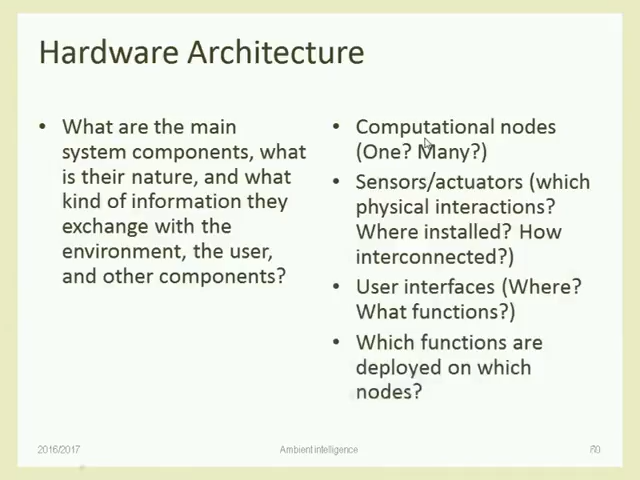 Hardware Architecture
• What are the main
system components, what
is their nature, and what
kind of information they
exchange with the
environment, the user,
and other components?
• Computational nodes
(One? Many?)
• Sensors/actuators (which
physical interactions?
Where installed? How
interconnected?)
• User interfaces (Where?
What functions?)
• Which functions are
deployed on which
nodes?
2016/2017
Ambient intelligence